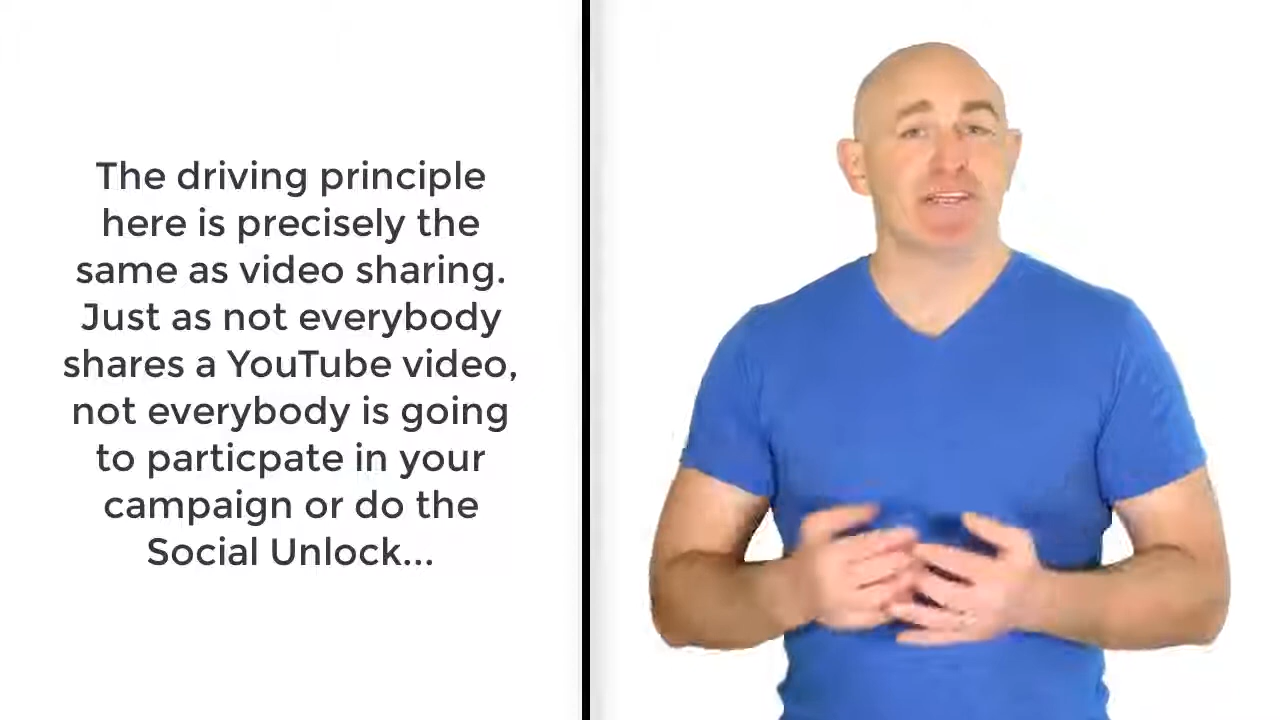 The driving principle
here is precisely the
same as video sharing.
Just as not everybody
shares a YouTube video,
not everybody is going
to particpate in your
campaign or do the
Social Unlock...